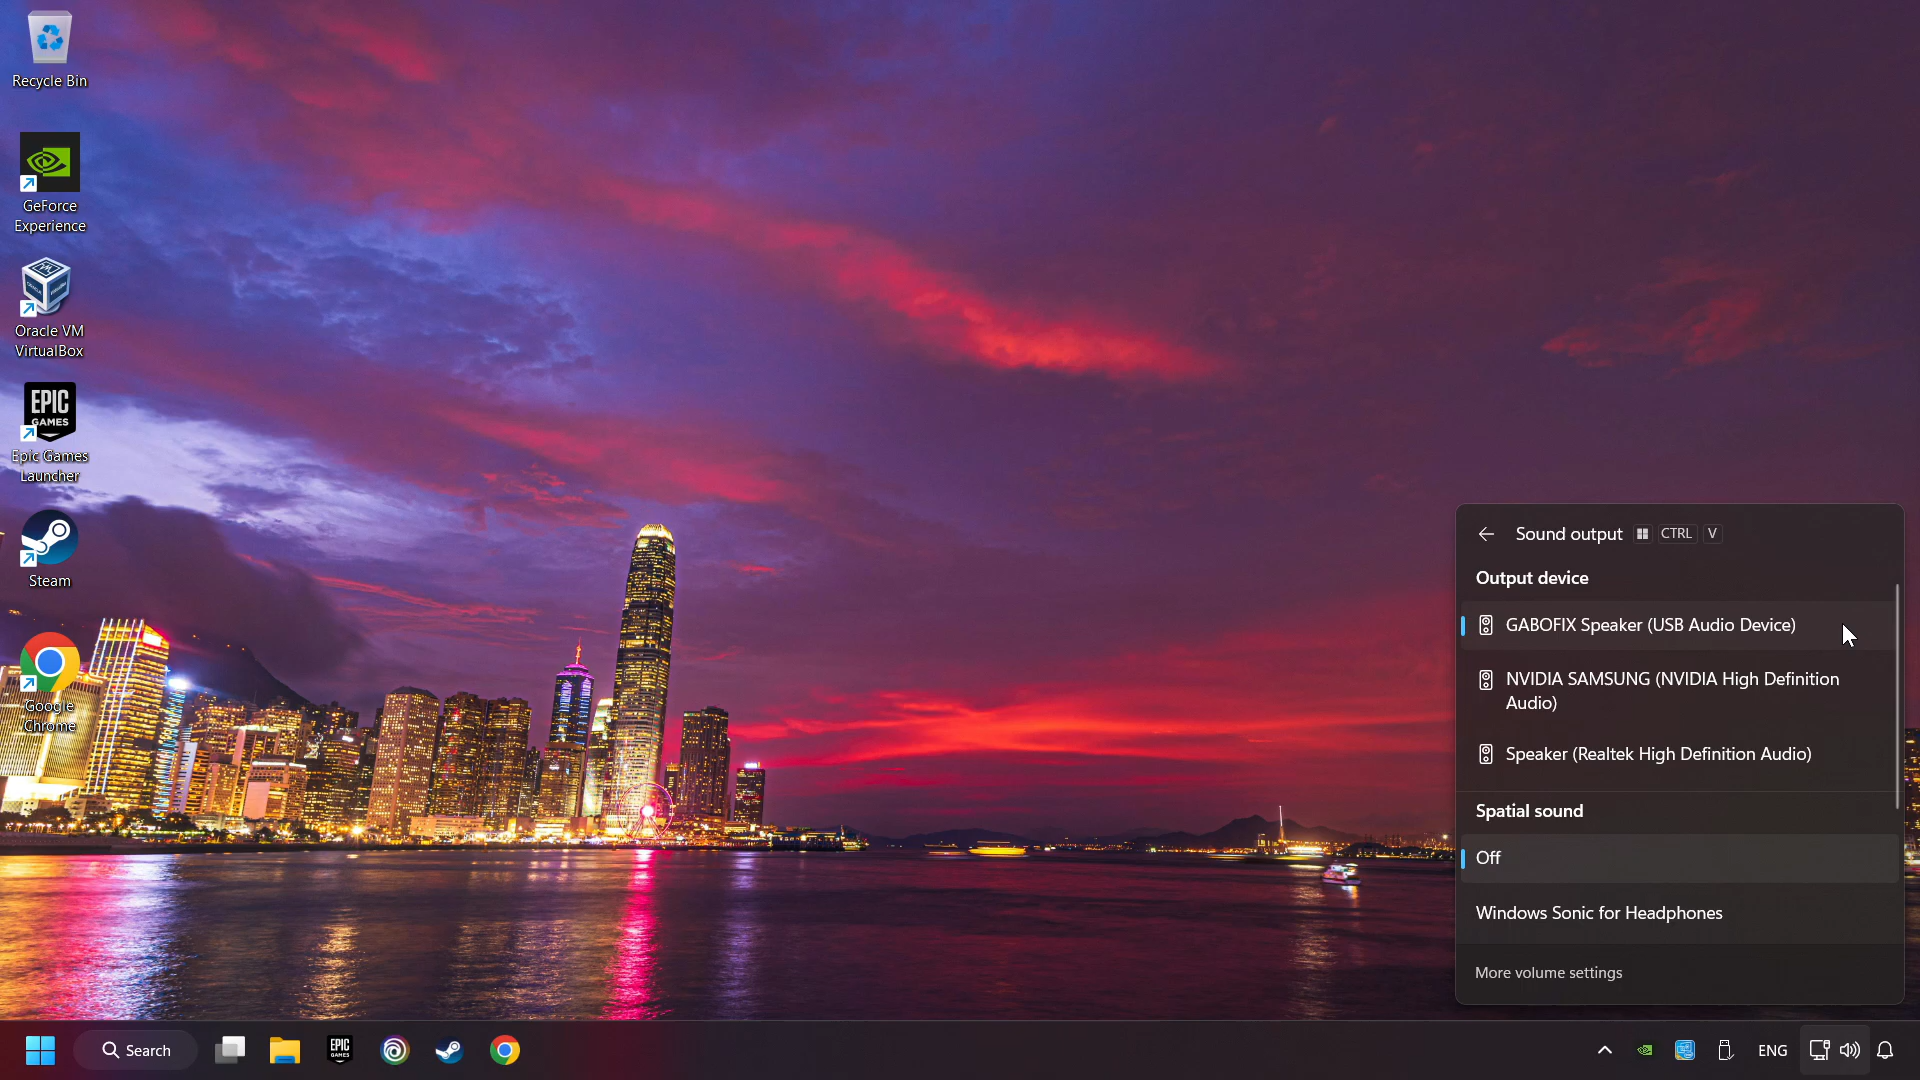 Recycle Bin
GeForce
Experience
Oracle VM
VirtualBox
EPIC
GAMES
Epic Games
Launcher
Steam
Google
Chrome
Sound output CTRL V
Output device
GABOFIX Speaker (USB Audio Device)
NVIDIA SAMSUNG (NVIDIA High Definition
Audio)
Speaker (Realtek High Definition Audio)
Spatial sound
Off
Windows Sonic for Headphones
More volume settings
Search
EPIC
GAMES
ENG